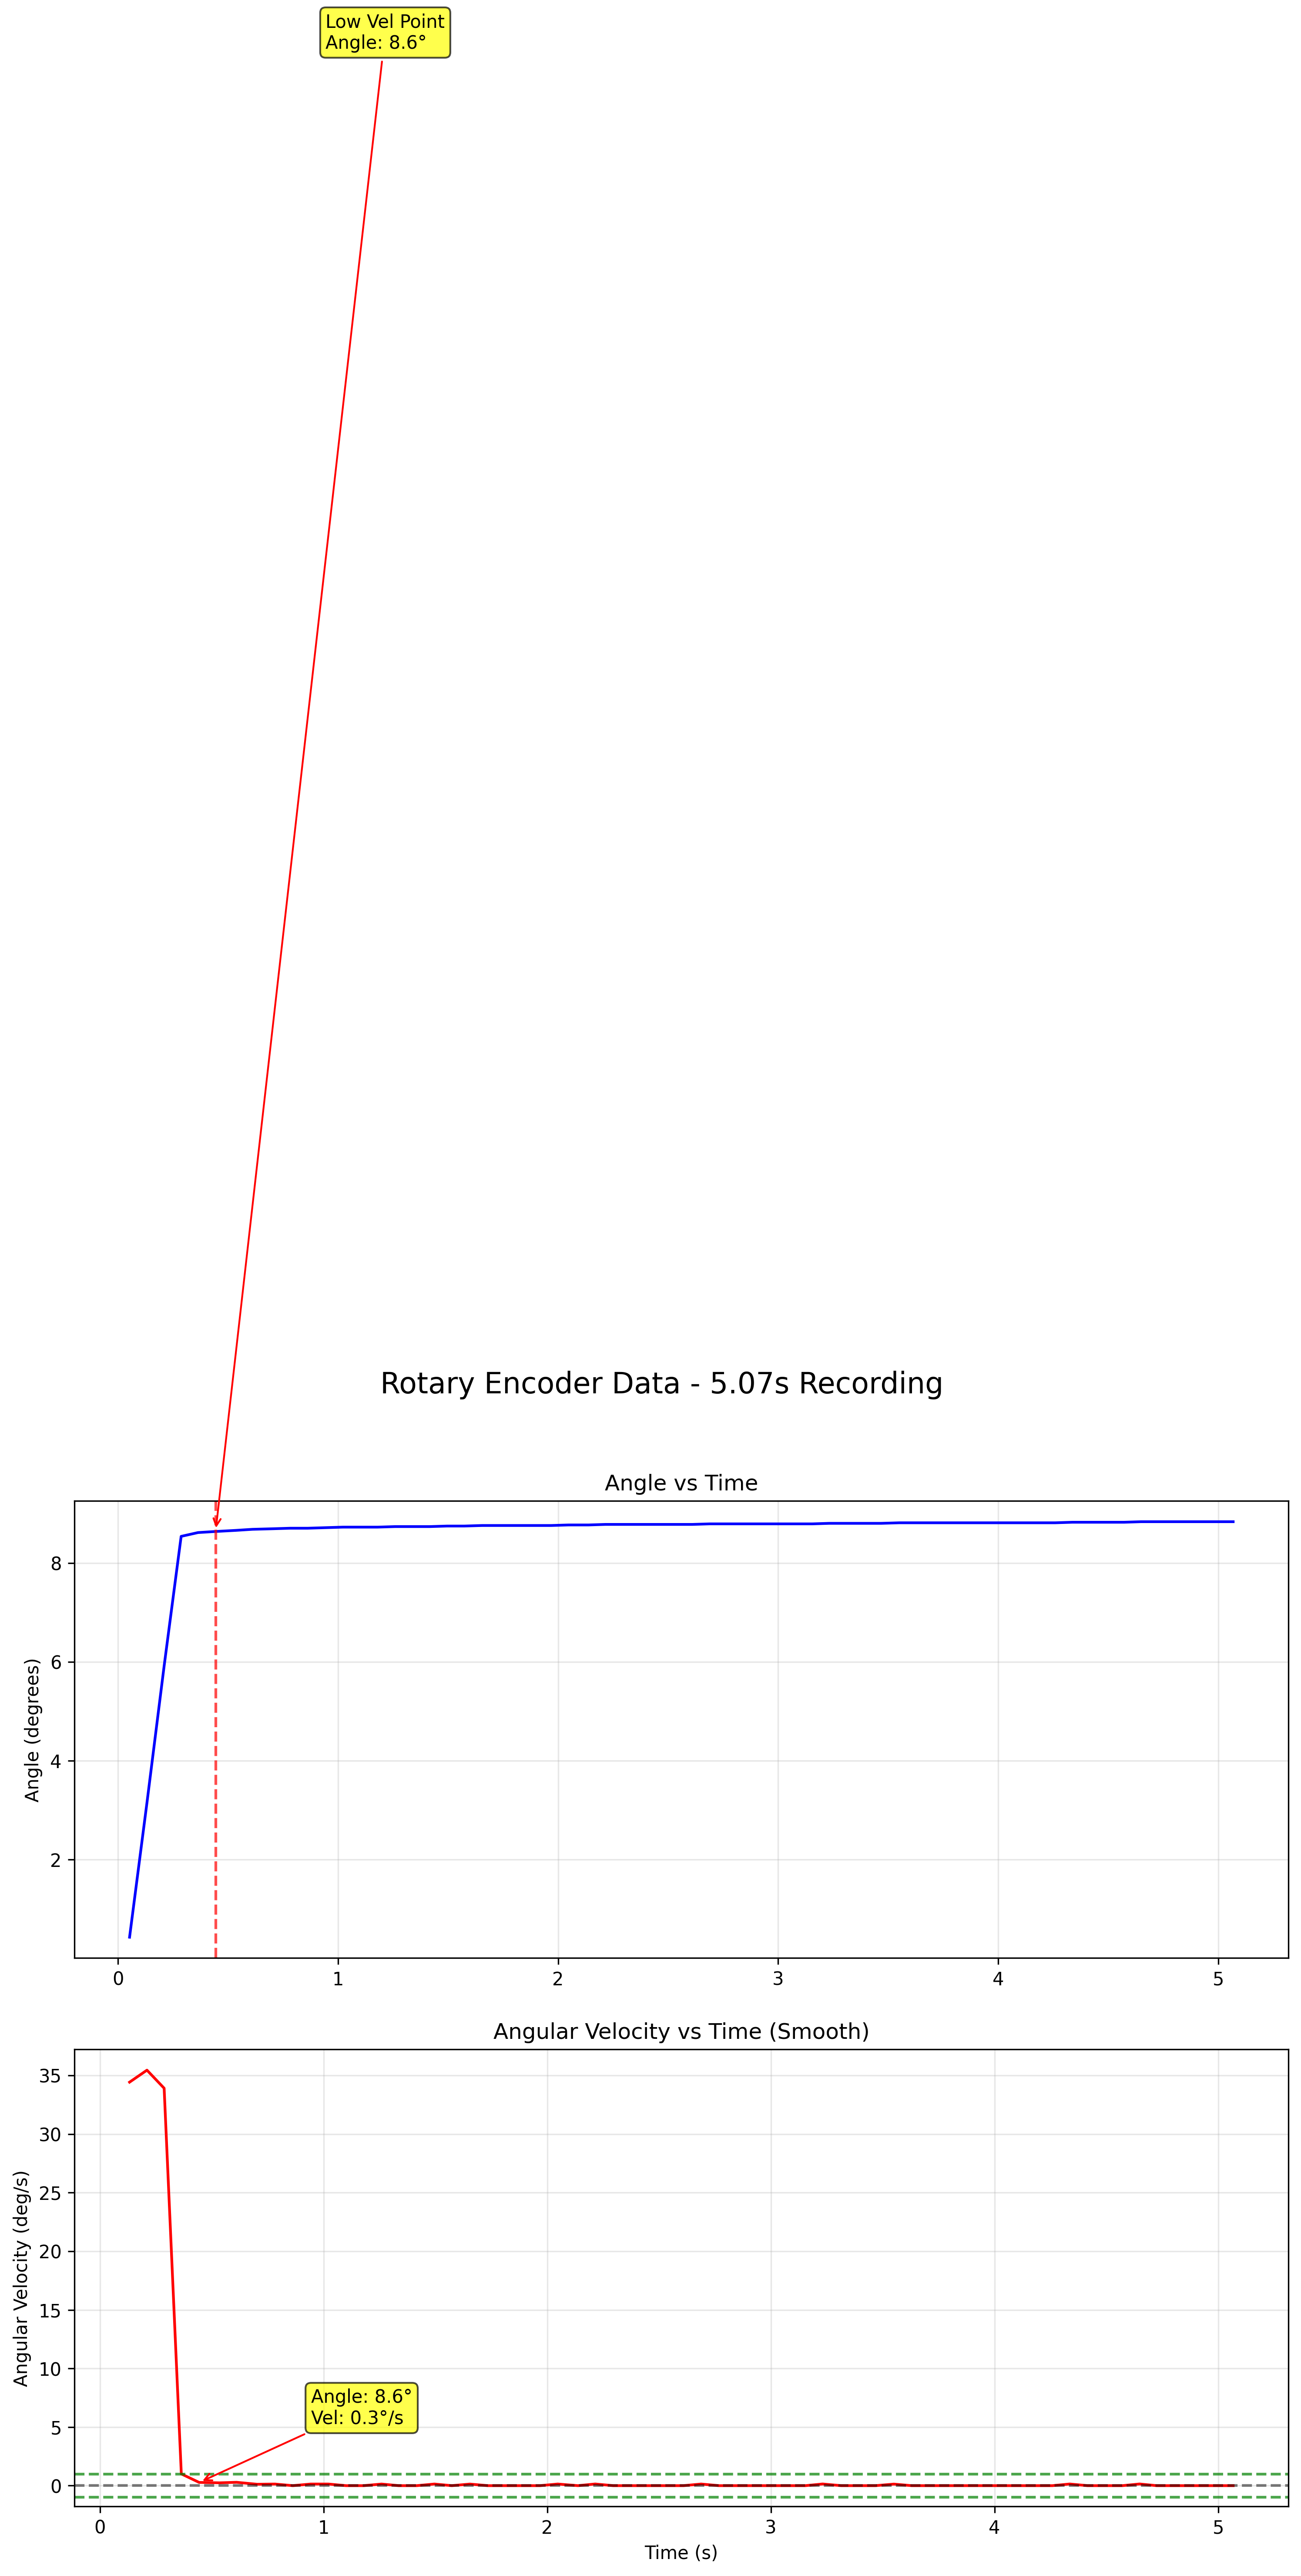 Low Vel Point
Angle: 8.6°
Rotary Encoder Data - 5.07s Recording
Angle vs Time
Angle (degrees)
8
6
4
2
0 1 2 3 4 5
Angular Velocity vs Time (Smooth)
Angular Velocity (deg/s)
35
30
25
20
15
10
5
0
Angle: 8.6°
Vel: 0.3°/s
0 1 2 3 4 5
Time (s)